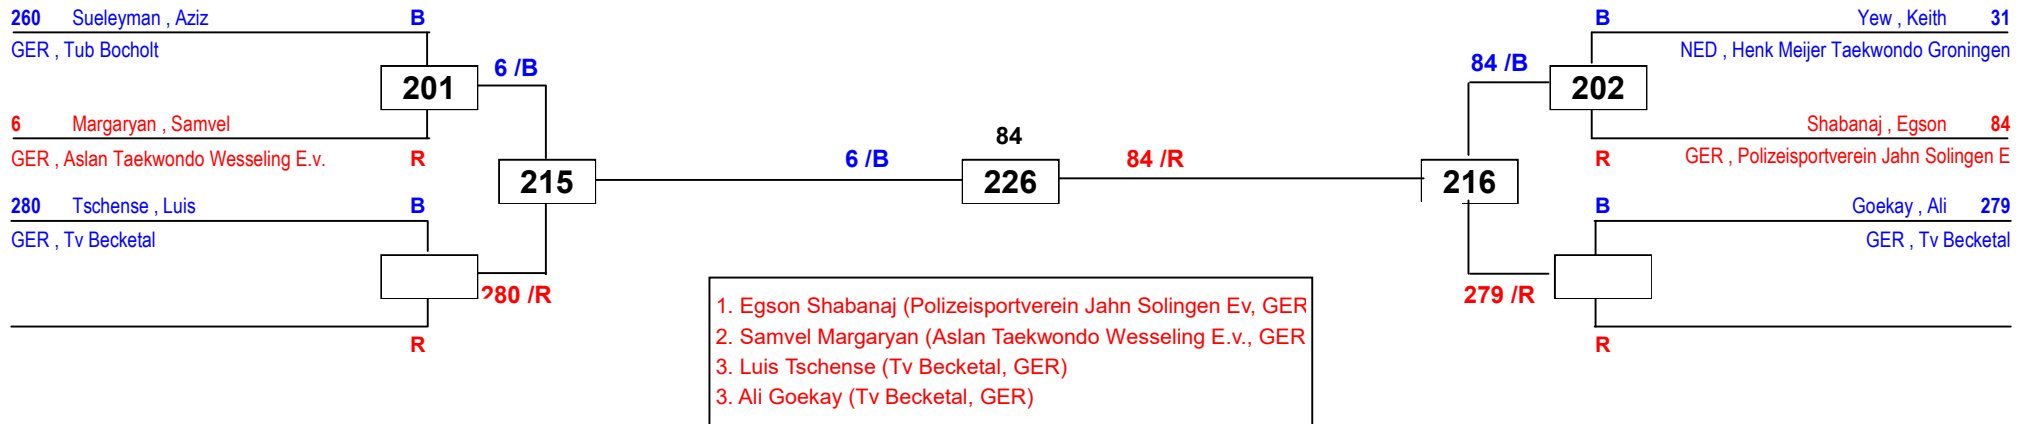 260 Sueleyman , Aziz B
GER , Tub Bocholt
201
6 /B
6 Margaryan , Samvel
GER , Aslan Taekwondo Wesseling E.v. R
215
280 Tschense , Luis B
GER , Tv Becketal
280 /R
R
6 /B
84
226
84 /R
B Yew , Keith 31
NED , Henk Meijer Taekwondo Groningen
84 /B
202
Shabanaj , Egson 84
R GER , Polizeisportverein Jahn Solingen E
216
B Goekay , Ali 279
GER , Tv Becketal
279 /R
R
1. Egson Shabanaj (Polizeisportverein Jahn Solingen Ev, GER
2. Samvel Margaryan (Aslan Taekwondo Wesseling E.v., GER
3. Luis Tschense (Tv Becketal, GER)
3. Ali Goekay (Tv Becketal, GER)